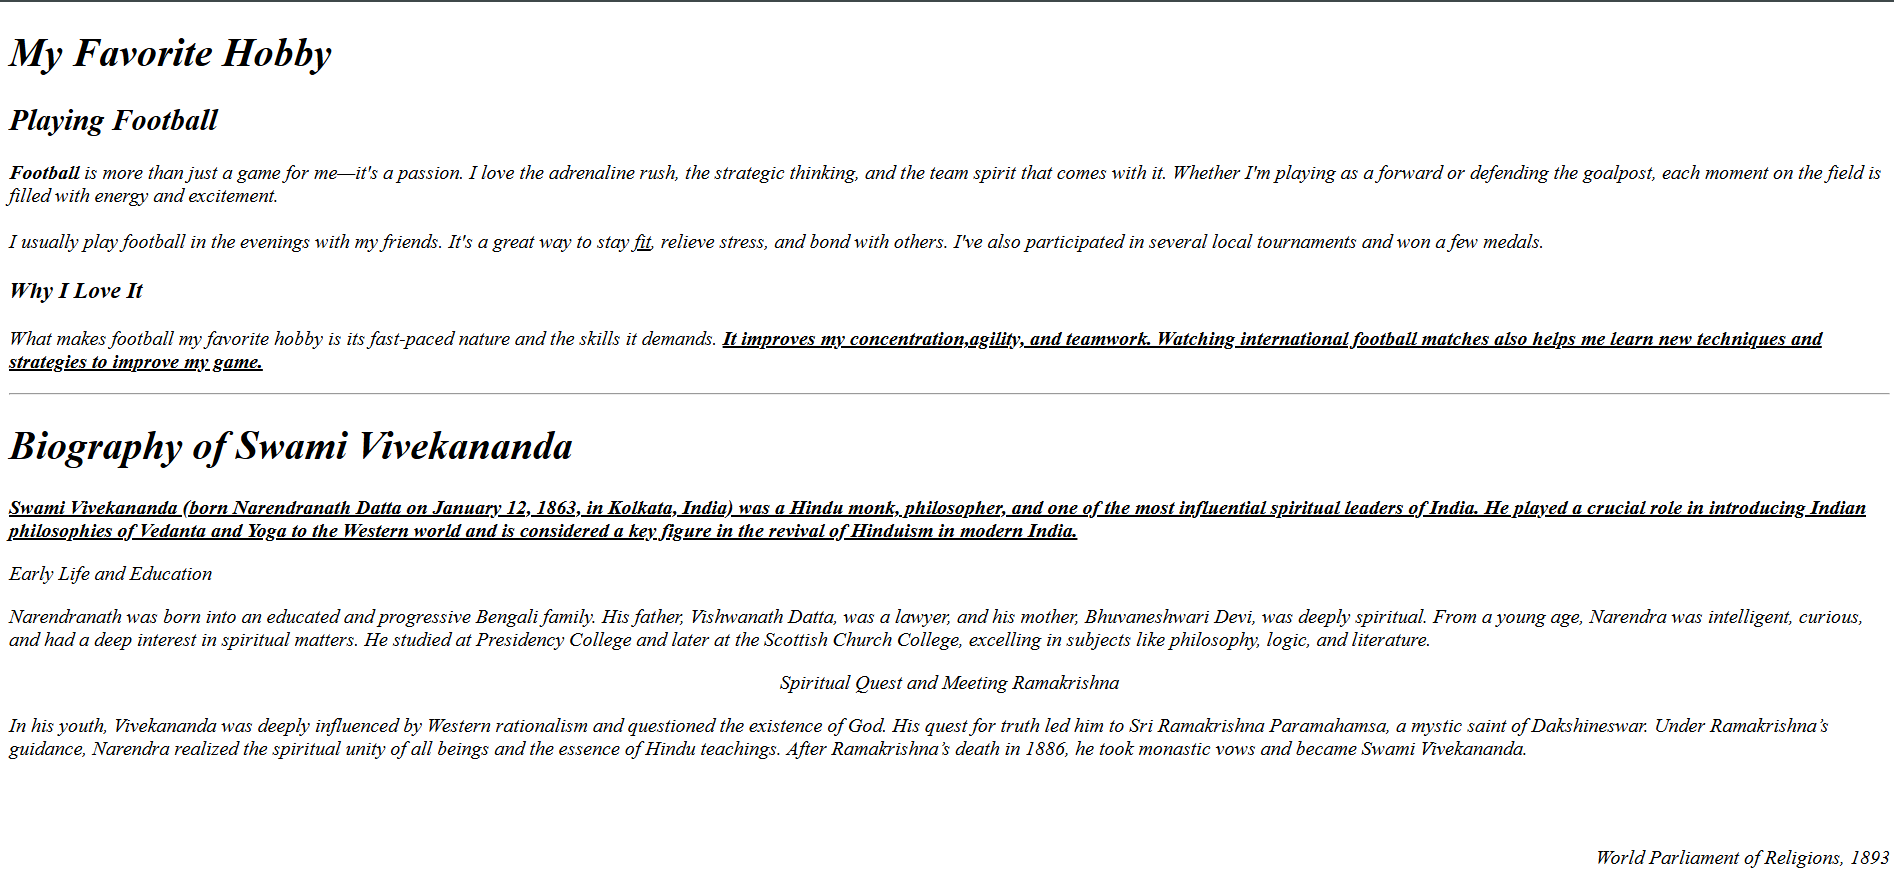 My Favorite Hobby
Playing Football
Football is more than just a game for me—it's a passion. I love the adrenaline rush, the strategic thinking, and the team spirit that comes with it. Whether I'm playing as a forward or defending the goalpost, each moment on the field is
filled with energy and excitement.
I usually play football in the evenings with my friends. It's a great way to stay fit, relieve stress, and bond with others. I've also participated in several local tournaments and won a few medals.
Why I Love It
What makes football my favorite hobby is its fast-paced nature and the skills it demands. It improves my concentration,agility, and teamwork. Watching international football matches also helps me learn new techniques and
strategies to improve my game.
Biography of Swami Vivekananda
Swami Vivekananda (born Narendranath Datta on January 12, 1863, in Kolkata, India) was a Hindu monk, philosopher, and one of the most influential spiritual leaders of India. He played a crucial role in introducing Indian
philosophies of Vedanta and Yoga to the Western world and is considered a key figure in the revival of Hinduism in modern India.
Early Life and Education
Narendranath was born into an educated and progressive Bengali family. His father, Vishwanath Datta, was a lawyer, and his mother, Bhuvaneshwari Devi, was deeply spiritual. From a young age, Narendra was intelligent, curious,
and had a deep interest in spiritual matters. He studied at Presidency College and later at the Scottish Church College, excelling in subjects like philosophy, logic, and literature.
Spiritual Quest and Meeting Ramakrishna
In his youth, Vivekananda was deeply influenced by Western rationalism and questioned the existence of God. His quest for truth led him to Sri Ramakrishna Paramahamsa, a mystic saint of Dakshineswar. Under Ramakrishna’s
guidance, Narendra realized the spiritual unity of all beings and the essence of Hindu teachings. After Ramakrishna’s death in 1886, he took monastic vows and became Swami Vivekananda.
World Parliament of Religions, 1893